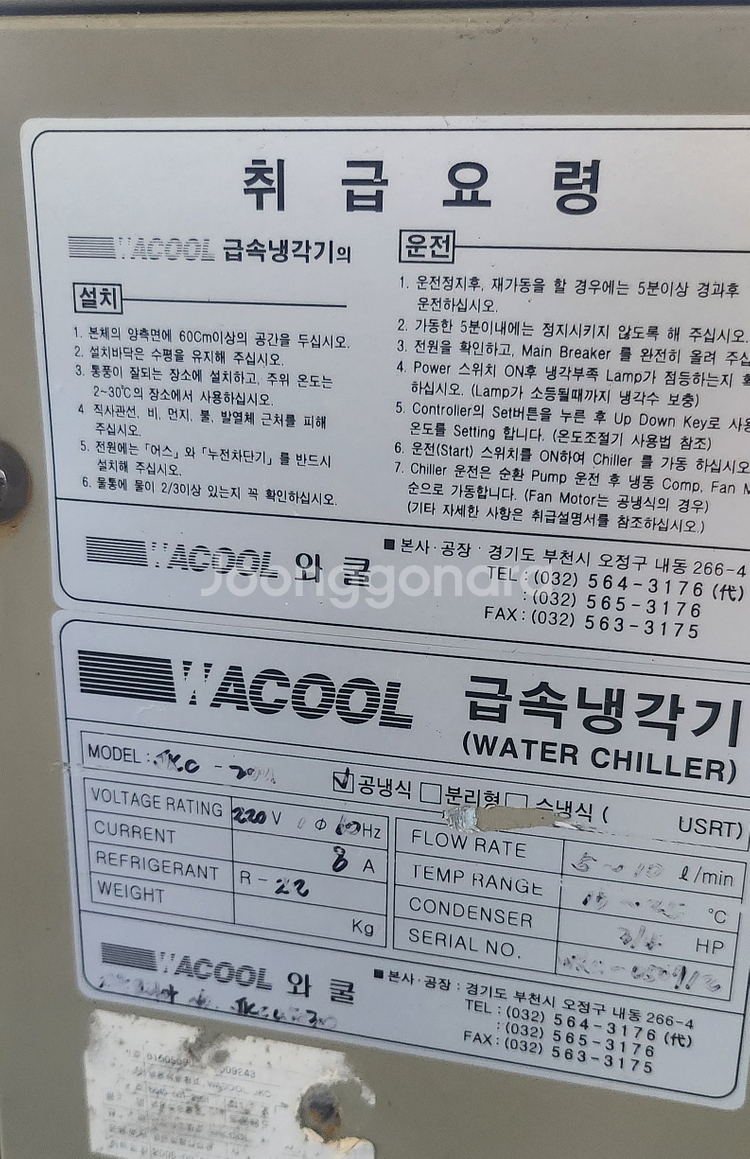 취 급 요 령
WACOOL 급속냉각기의
설치
1. 본체의 양측면에 60Cm이상의 공간을 두십시오.
2. 설치바닥은 수평을 유지해 주십시오.
3. 통풍이 잘되는 장소에 설치하고, 주위 온도는
2~30℃의 장소에서 사용하십시오.
4 직사관선, 비, 먼지, 불, 발열체 근처를 피해
주십시오.
5. 전원에는 「어스」와 「누전차단기」를 반드시
설치해 주십시오.
6. 물통에 물이 2/3이상 있는지 꼭 확인하십시오.
운전
1. 운전정지후, 재가동을 할 경우에는 5분이상 경과후
운전하십시오.
2. 가동한 5분이내에는 정지시키지 않도록 해 주십시오.
3. 전원을 확인하고, Main Breaker 를 완전히 올려 주십
4. Power 스위치 ON후 냉각부족 Lamp가 점등하는지
하십시오. (Lamp가 소등될때까지 냉각수 보충)
5. Controller의 Set버튼을 누른 후 Up Down Key로
온도를 Setting 합니다. (온도조절기 사용법 참조)
6. 운전(Start) 스위치를 ON하여 Chiller 를 가동 하십시오
7. Chiller 운전은 순환 Pump 운전 후 냉동 Comp, Fan M
순으로 가동합니다. (Fan Motor는 공냉식의 경우)
(기타 자세한 사항은 취급설명서를 참조하십시오.)
WACOOL 와 쿨
■ 본사·공장 : 경기도 부천시 오정구 내동 266-4
TEL : (032) 564-3176 (代)
: (032) 565-3176
FAX : (032) 563-3175
Joonggonara
WACOOL 급속냉각기
(WATER CHILLER)
MODEL : ☑공냉식 □분리형 □ 수냉식 ( USRT)
VOLTAGE RATING 220 V Φ 60Hz
CURRENT 8 A
REFRIGERANT R-22
WEIGHT Kg
FLOW RATE ℓ/min
TEMP RANGE ℃
CONDENSER HP
SERIAL NO.
WACOOL 와 쿨
■ 본사·공장 : 경기도 부천시 오정구 내동 266-4
TEL : (032) 564-3176 (代)
: (032) 565-3176
FAX : (032) 563-3175